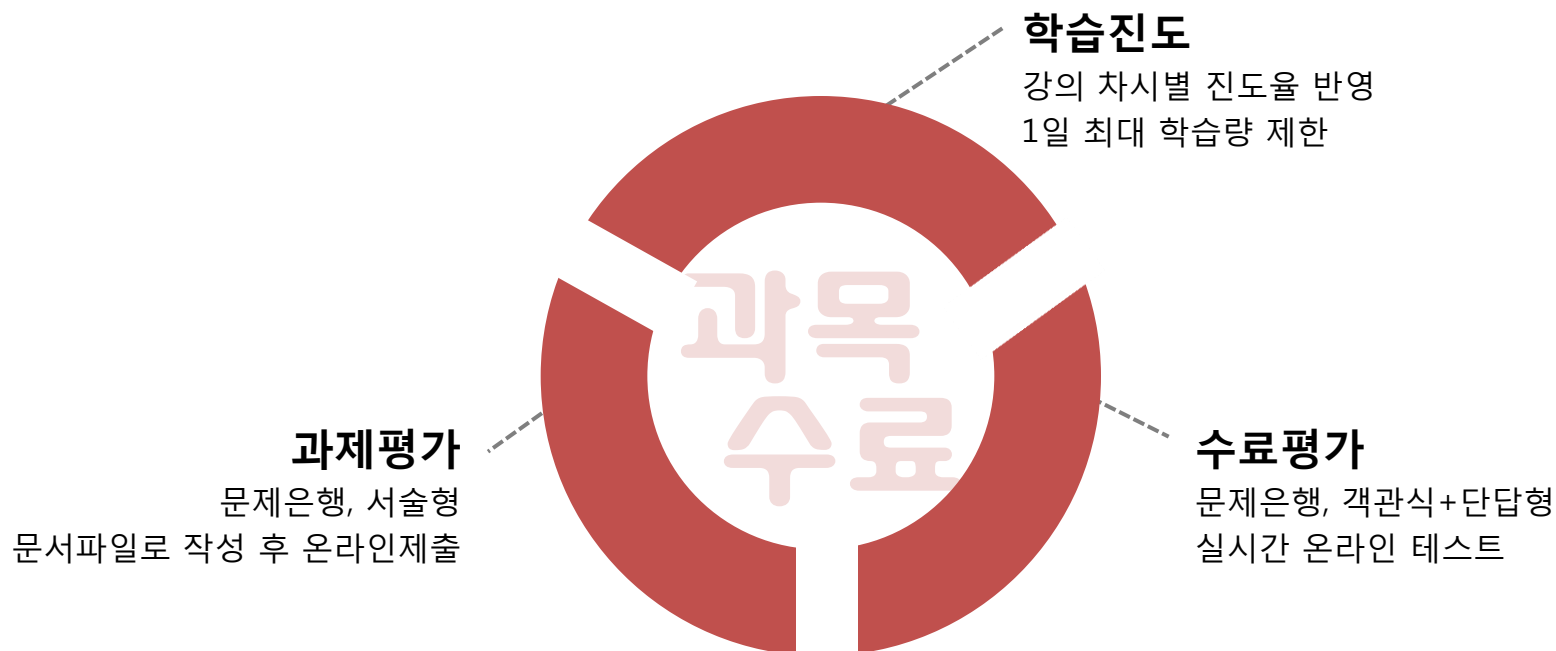 학습진도
강의 차시별 진도율 반영
1일 최대 학습량 제한
과목
수료
과제평가
문제은행, 서술형
문서파일로 작성 후 온라인제출
수료평가
문제은행, 객관식+단답형
실시간 온라인 테스트